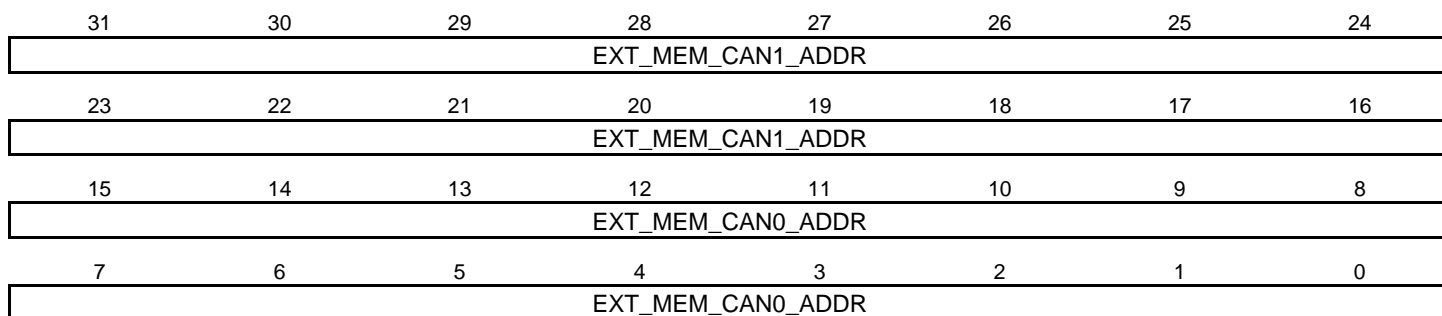 31 30 29 28 27 26 25 24
EXT_MEM_CAN1_ADDR
23 22 21 20 19 18 17 16
EXT_MEM_CAN1_ADDR
15 14 13 12 11 10 9 8
EXT_MEM_CAN0_ADDR
7 6 5 4 3 2 1 0
EXT_MEM_CAN0_ADDR